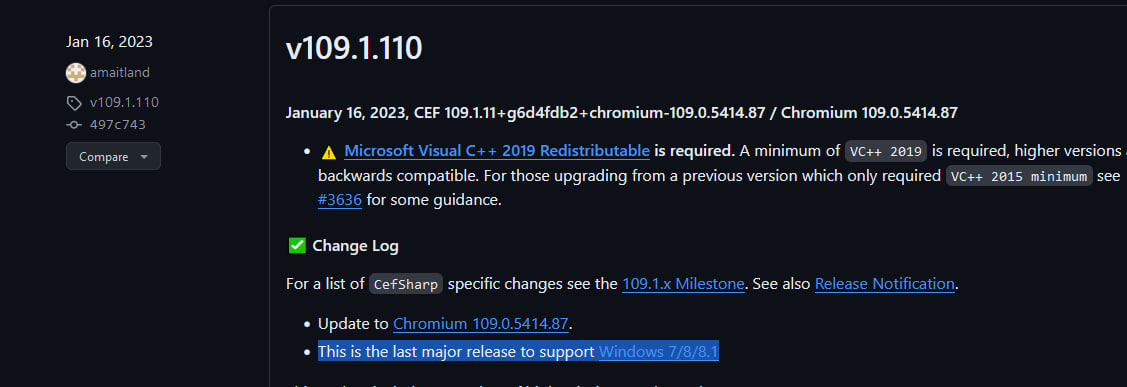 Jan 16, 2023
amaitland
v109.1.110
497c743
Compare
v109.1.110
January 16, 2023, CEF 109.1.11+g6d4fdb2+chromium-109.0.5414.87 / Chromium 109.0.5414.87
Microsoft Visual C++ 2019 Redistributable is required. A minimum of VC++ 2019 is required, higher versions
backwards compatible. For those upgrading from a previous version which only required VC++ 2015 minimum see
#3636 for some guidance.
Change Log
For a list of CefSharp specific changes see the 109.1.x Milestone. See also Release Notification.
Update to Chromium 109.0.5414.87.
This is the last major release to support Windows 7/8/8.1